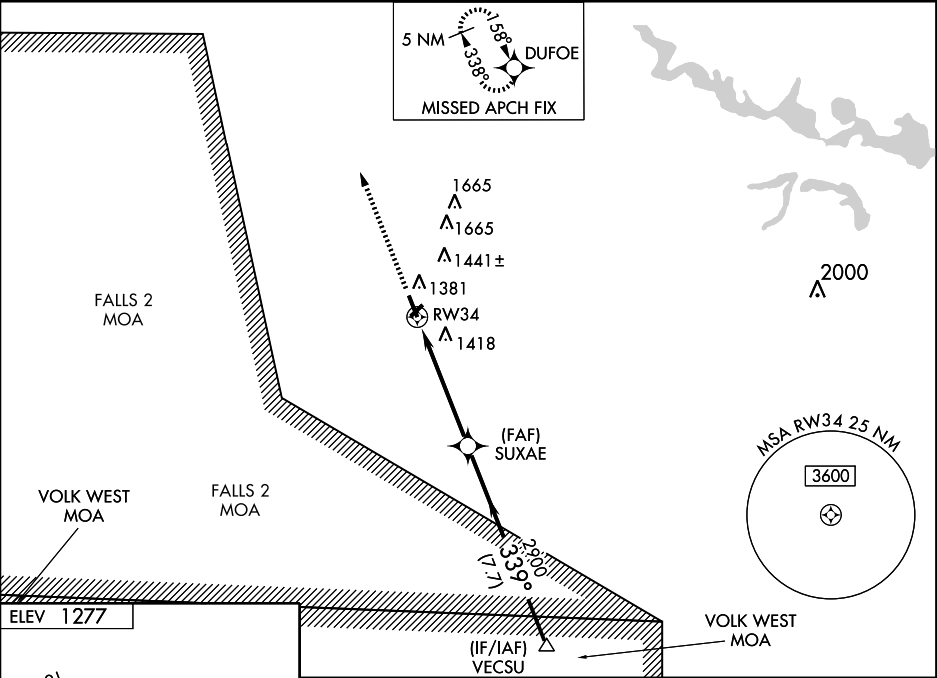 5 NM
158°
338°
DUFOE
MISSED APCH FIX
1665
1665
1441±
1381
RW34
1418
2000
FALLS 2
MOA
(FAF)
SUXAE
MSA RW34 25 NM
3600
FALLS 2
MOA
VOLK WEST
MOA
2900
339°
(7.7)
ELEV 1277
(IF/IAF)
VECSU
VOLK WEST
MOA